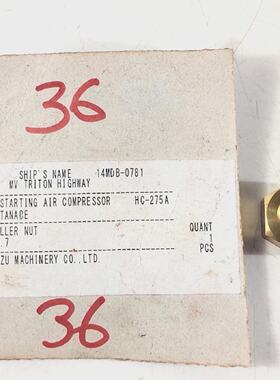 36
SHIP'S NAME 14MDB-0781
MV TRITON HIGHWAY
STARTING AIR COMPRESSOR HC-275A
TANABE
LLER NUT QUANT
.7 1
PCS
ZU MACHINERY CO.,LTD.
36